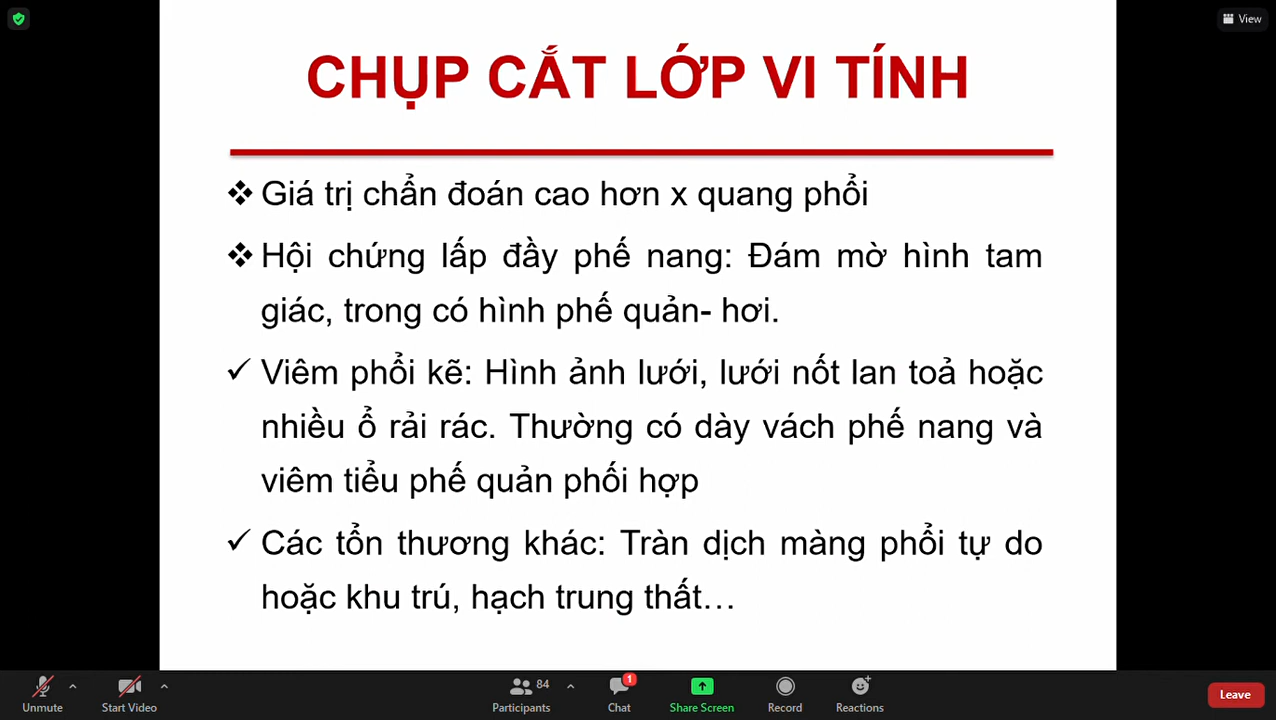 View
CHỤP CẮT LỚP VI TÍNH
❖ Giá trị chẩn đoán cao hơn x quang phổi
❖ Hội chứng lấp đầy phế nang: Đám mờ hình tam
giác, trong có hình phế quản- hơi.
✓ Viêm phổi kẽ: Hình ảnh lưới, lưới nốt lan toả hoặc
nhiều ổ rải rác. Thường có dày vách phế nang và
viêm tiểu phế quản phối hợp
✓ Các tổn thương khác: Tràn dịch màng phổi tự do
hoặc khu trú, hạch trung thất…
Unmute
Start Video
84
Participants
1
Chat
Share Screen
Record
Reactions
Leave